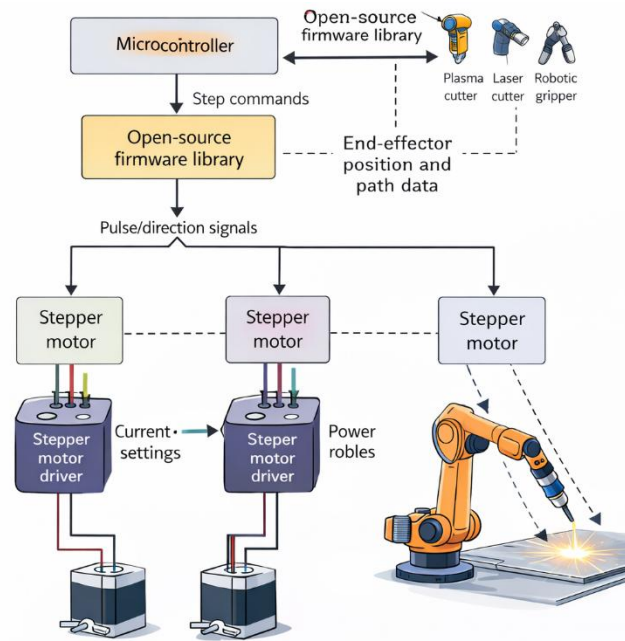 Microcontroller
Open-source
firmware library
Plasma
cutter
Laser
cutter
Robotic
gripper
Step commands
Open-source
firmware library
End-effector
position and
path data
Pulse/direction signals
Stepper
motor
Stepper
motor
Stepper
motor
Stepper
motor
driver
Current
settings
Steper
motor
driver
Power
robles